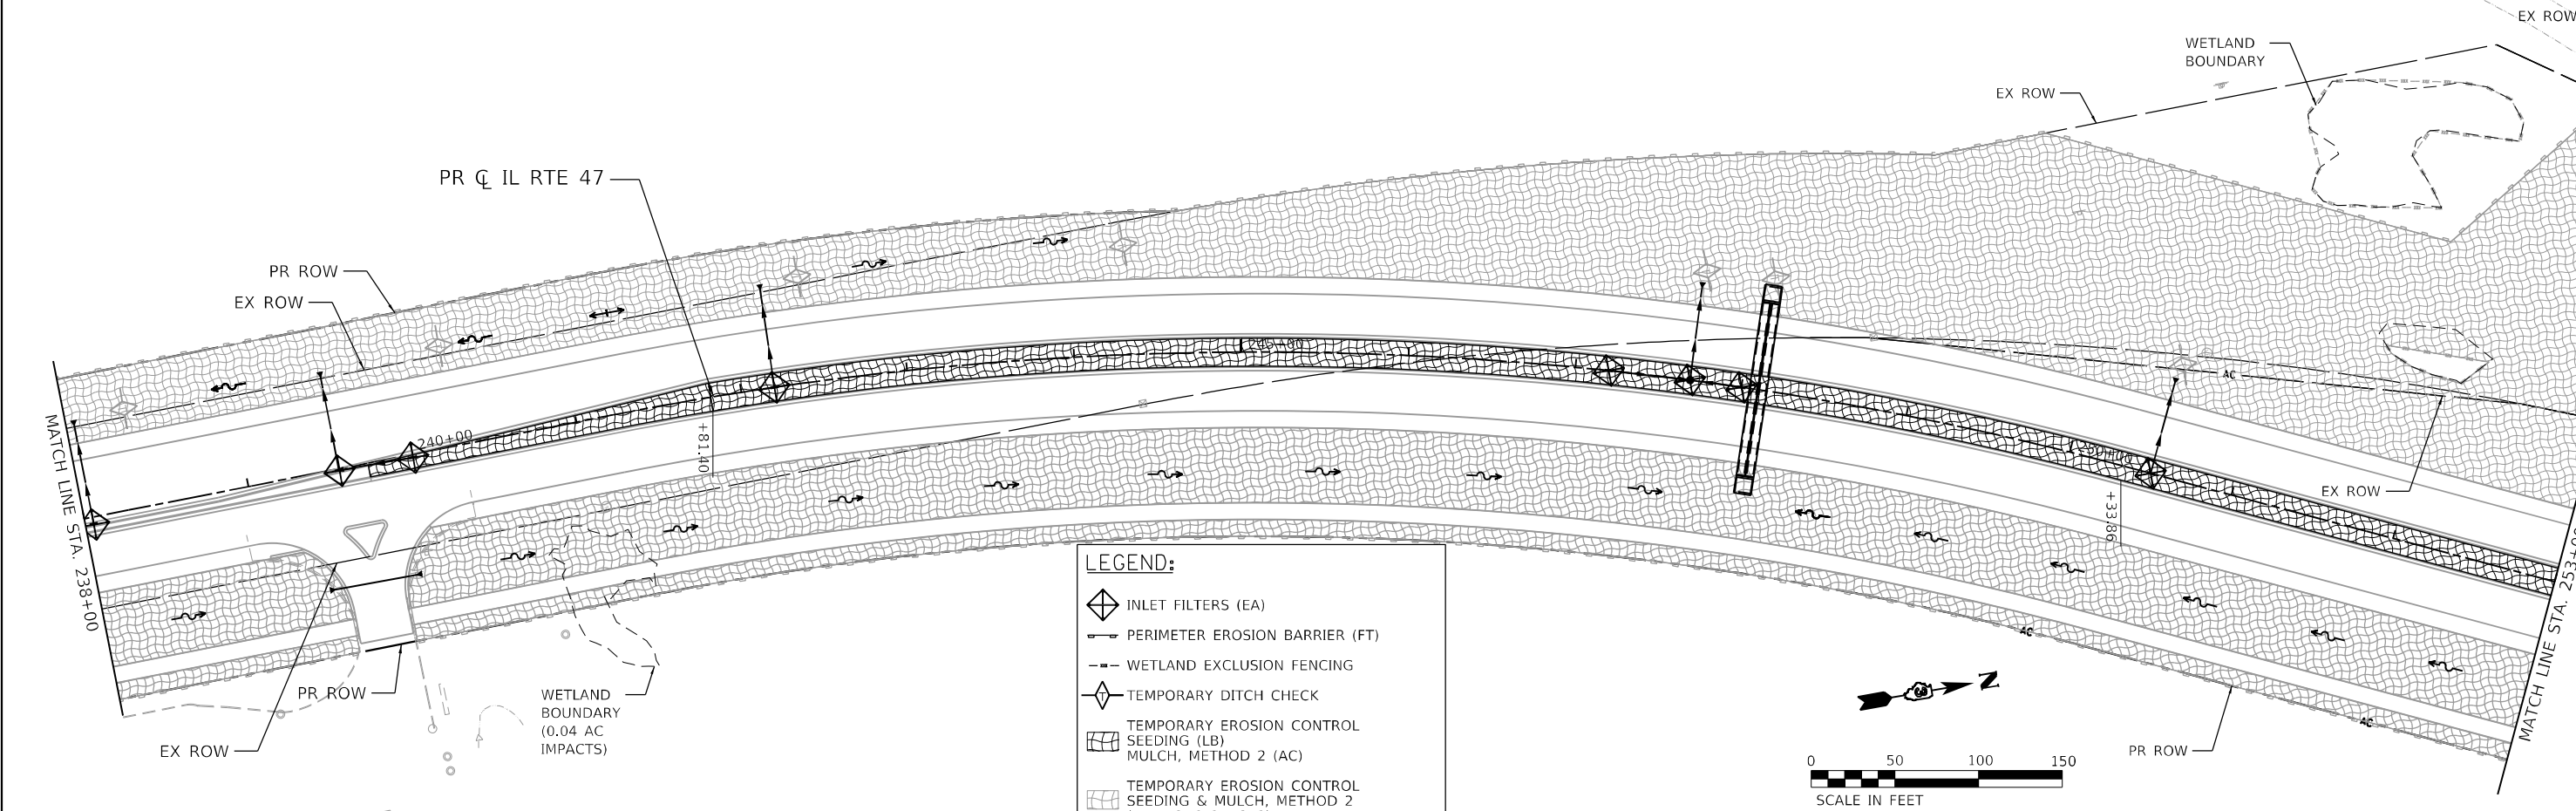 EX ROW
WETLAND
BOUNDARY
EX ROW
PR ℄ IL RTE 47
PR ROW
EX ROW
245+00
240+00
+81.40
AC
MATCH LINE STA. 238+00
250+00
+33.86
EX ROW
LEGEND:
INLET FILTERS (EA)
PERIMETER EROSION BARRIER (FT)
WETLAND EXCLUSION FENCING
T
TEMPORARY DITCH CHECK
TEMPORARY EROSION CONTROL
SEEDING (LB)
MULCH, METHOD 2 (AC)
TEMPORARY EROSION CONTROL
SEEDING & MULCH, METHOD 2
AC
AC
PR ROW
EX ROW
WETLAND
BOUNDARY
(0.04 AC
IMPACTS)
N
PR ROW
MATCH LINE STA. 253+00
0 50 100 150
SCALE IN FEET